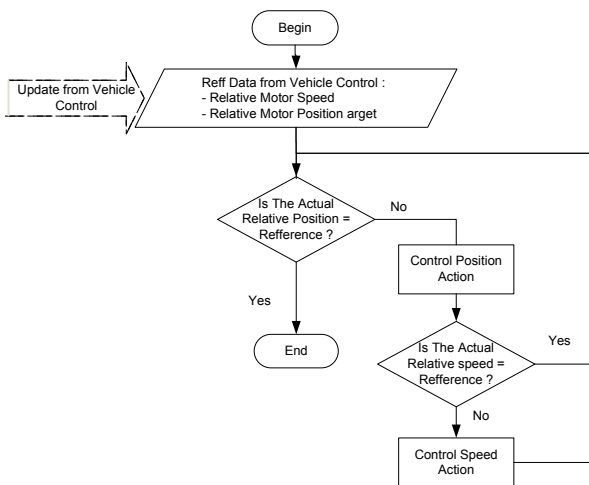 Begin
Update from Vehicle
Control
Reff Data from Vehicle Control :
- Relative Motor Speed
- Relative Motor Position arget
Is The Actual
Relative Position =
Refference ?
No
Control Position
Action
Yes
End
Is The Actual
Relative speed =
Refference ?
Yes
No
Control Speed
Action